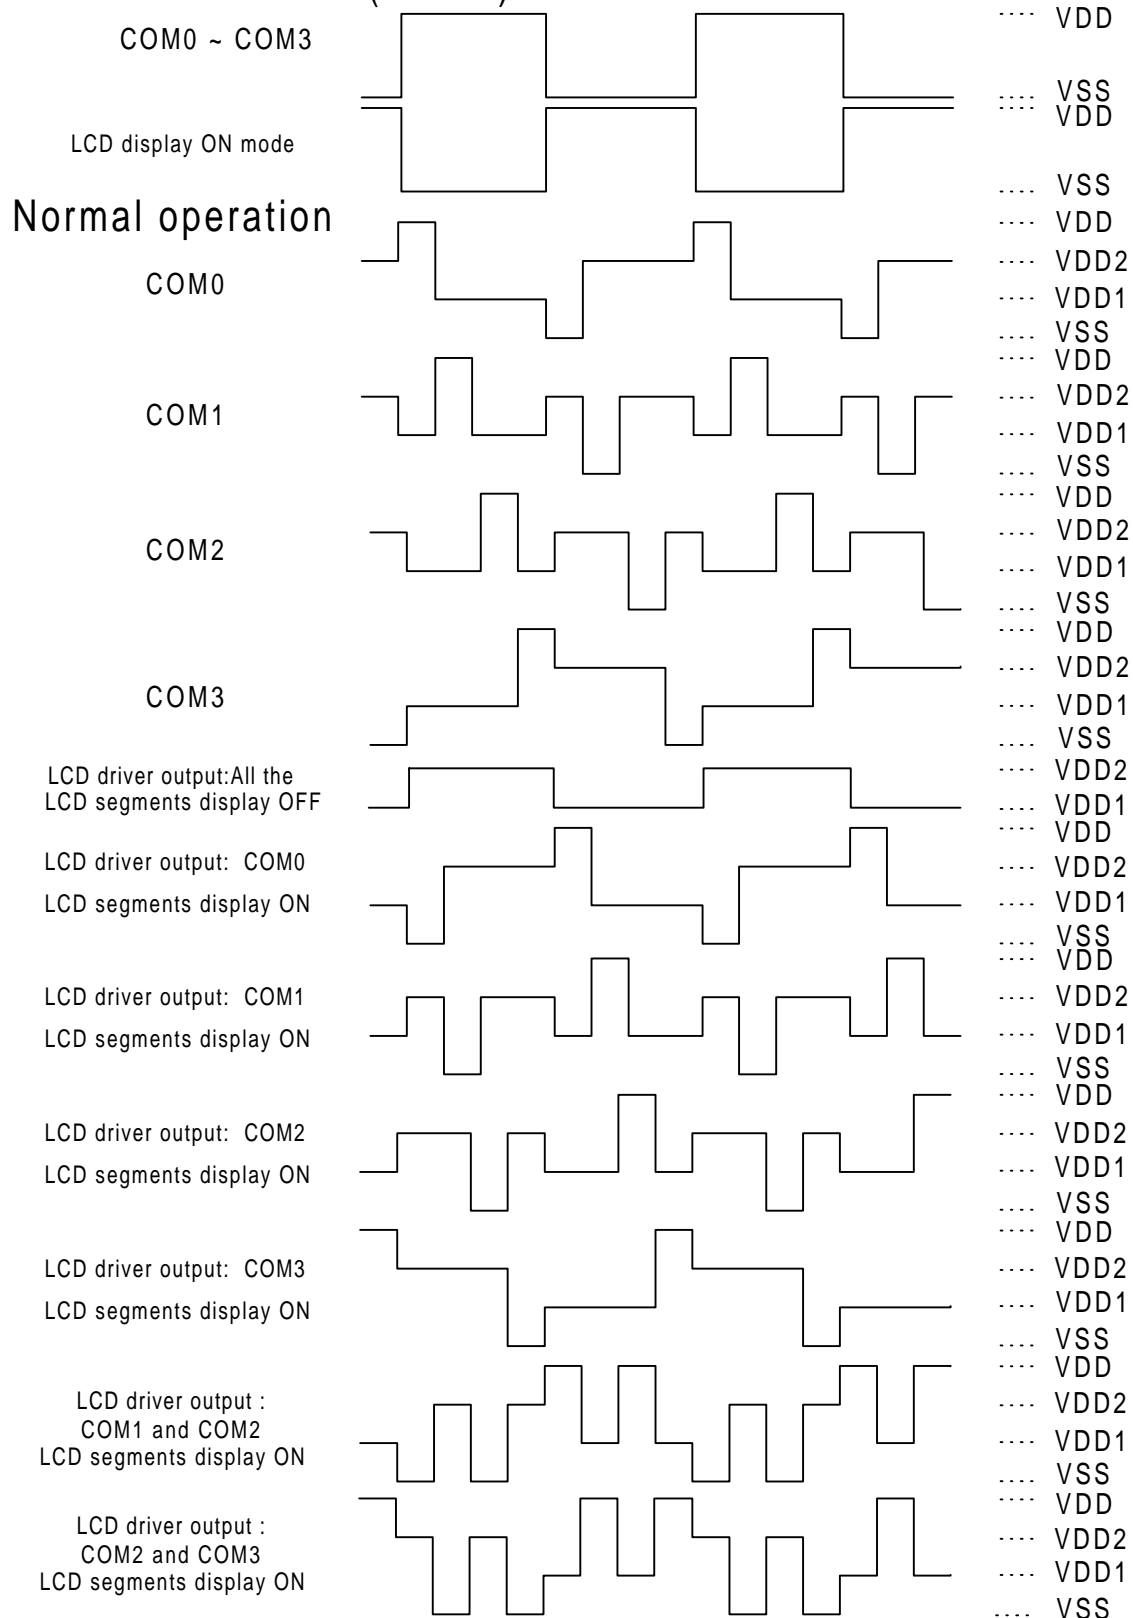 VDD
COM0 ~ COM3
VSS
VDD
LCD display ON mode
VSS
Normal operation
VDD
VDD2
COM0
VDD1
VSS
VDD
VDD2
COM1
VDD1
VSS
VDD
VDD2
COM2
VDD1
VSS
VDD
VDD2
COM3
VDD1
VSS
LCD driver output:All the
VDD2
LCD segments display OFF
VDD1
VDD
LCD driver output: COM0
VDD2
LCD segments display ON
VDD1
VSS
VDD
LCD driver output: COM1
VDD2
LCD segments display ON
VDD1
VSS
VDD
LCD driver output: COM2
VDD2
LCD segments display ON
VDD1
VSS
VDD
LCD driver output: COM3
VDD2
LCD segments display ON
VDD1
VSS
VDD
LCD driver output :
VDD2
COM1 and COM2
VDD1
LCD segments display ON
VSS
VDD
LCD driver output :
VDD2
COM2 and COM3
VDD1
LCD segments display ON
VSS